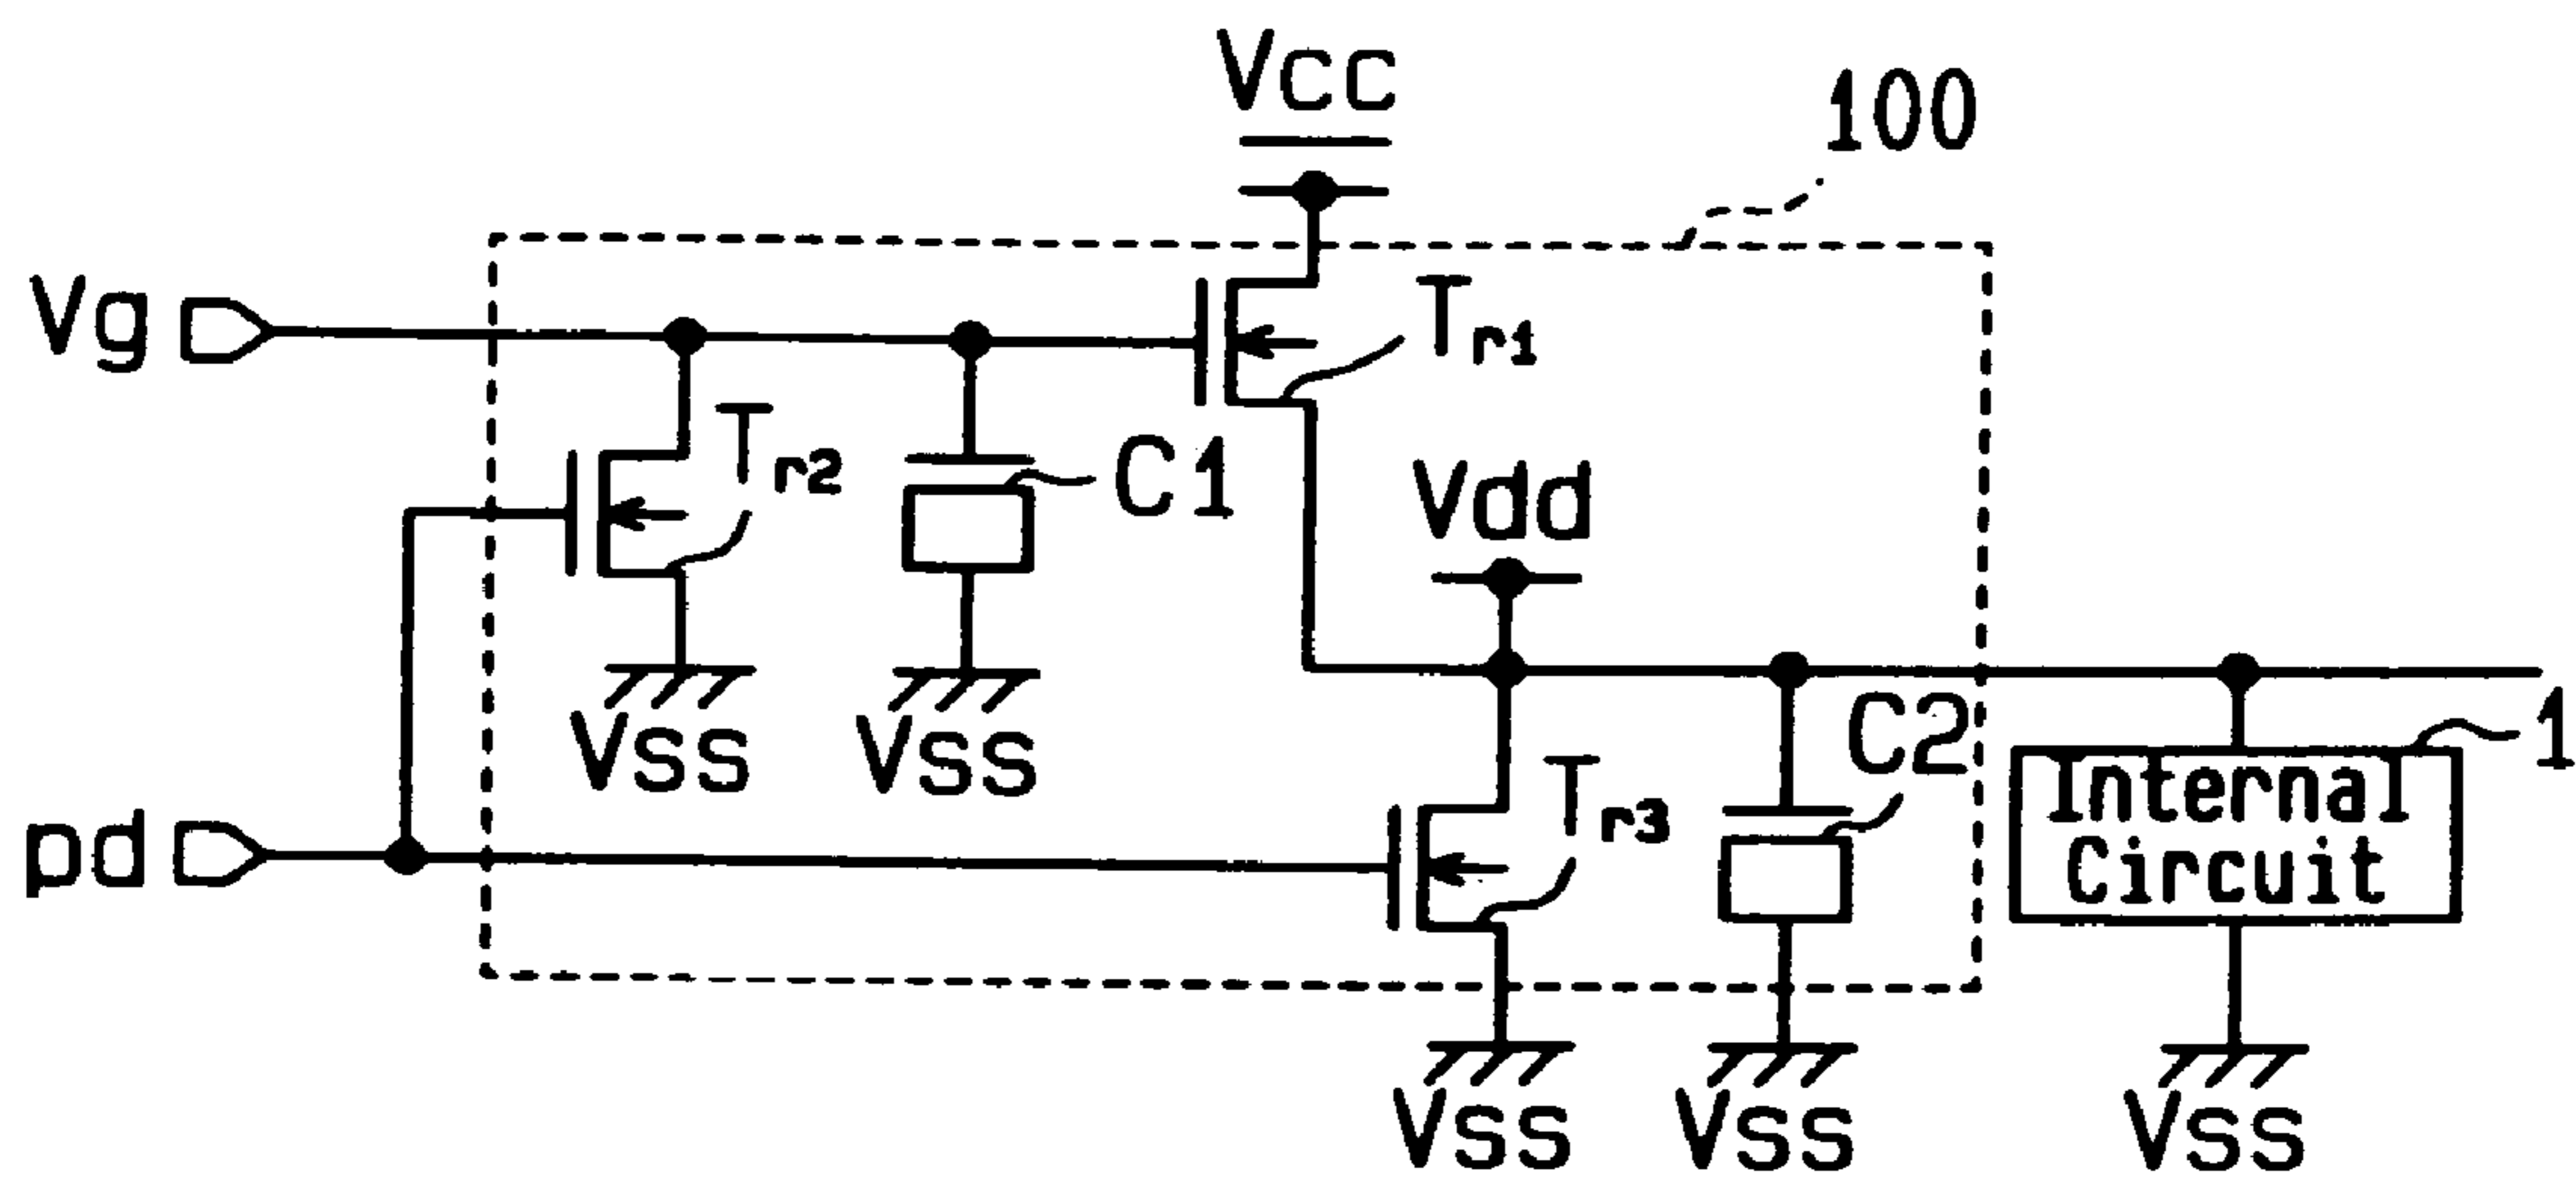 Vcc
100
Vg
Tr1
Tr2
C1
Vdd
Vss
Vss
C2
1
pd
Tr3
Internal
Circuit
Vss
Vss
Vss